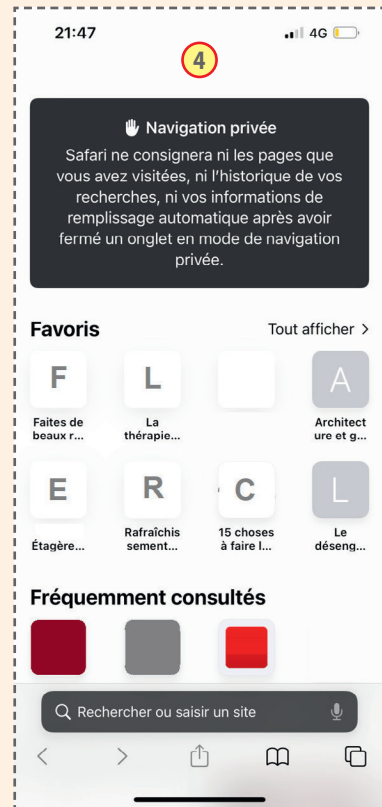 21:47
4G
4
Navigation privée
Safari ne consignera ni les pages que
vous avez visitées, ni l'historique de vos
recherches, ni vos informations de
remplissage automatique après avoir
fermé un onglet en mode de navigation
privée.
Favoris
Tout afficher >
F
L
A
Faites de
beaux r...
La
thérapie...
Architect
ure et g...
E
R
C
L
Étagère...
Rafraîchis
sement...
15 choses
à faire l...
Le
déseng...
Fréquemment consultés
Rechercher ou saisir un site